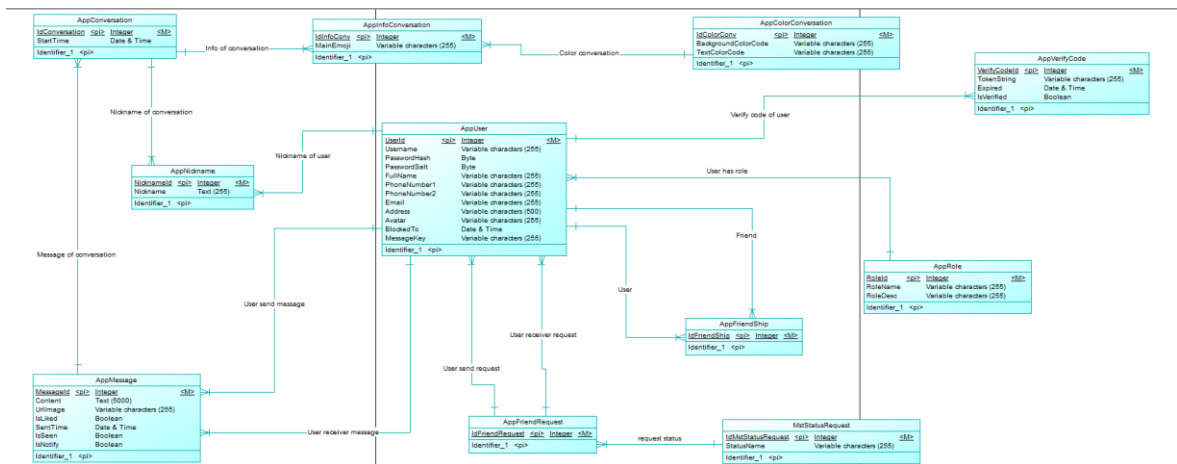 AppConversation
IdConversation <pi> Integer <M>
StartTime Date & Time
Identifier_1 <pi>
Info of conversation
AppInfoConversation
IdInfoConv <pi> Integer <M>
MainEmoji Variable characters (255)
Identifier_1 <pi>
Color conversation
AppColorConversation
IdColorConv <pi> Integer <M>
BackgroundColorCode Variable characters (255)
TextColorCode Variable characters (255)
Identifier_1 <pi>
AppVerifyCode
VerifyCodeId <pi> Integer <M>
TokenString Variable characters (255)
Expired Date & Time
IsVerified Boolean
Identifier_1 <pi>
Nickname of conversation
Verify code of user
AppUser
UserId <pi> Integer <M>
Username Variable characters (255)
PasswordHash Byte
PasswordSalt Byte
FullName Variable characters (255)
PhoneNumber1 Variable characters (255)
PhoneNumber2 Variable characters (255)
Email Variable characters (255)
Address Variable characters (500)
Avatar Variable characters (255)
BlockedTo Date & Time
MessageKey Variable characters (255)
Identifier_1 <pi>
Nickname of user
AppNickname
NicknameId <pi> Integer <M>
Nickname Text (255)
Identifier_1 <pi>
User has role
Friend
Message of conversation
AppRole
RoleId <pi> Integer <M>
RoleName Variable characters (255)
RoleDesc Variable characters (255)
Identifier_1 <pi>
User
User send message
AppFriendShip
IdFriendShip <pi> Integer <M>
Identifier_1 <pi>
User receiver request
User send request
AppMessage
MessageId <pi> Integer <M>
Content Text (5000)
UrlImage Variable characters (255)
IsLiked Boolean
SentTime Date & Time
IsSeen Boolean
IsNotify Boolean
Identifier_1 <pi>
User receiver message
AppFriendRequest
IdFriendRequest <pi> Integer <M>
Identifier_1 <pi>
request status
MstStatusRequest
IdMstStatusRequest <pi> Integer <M>
StatusName Variable characters (255)
Identifier_1 <pi>